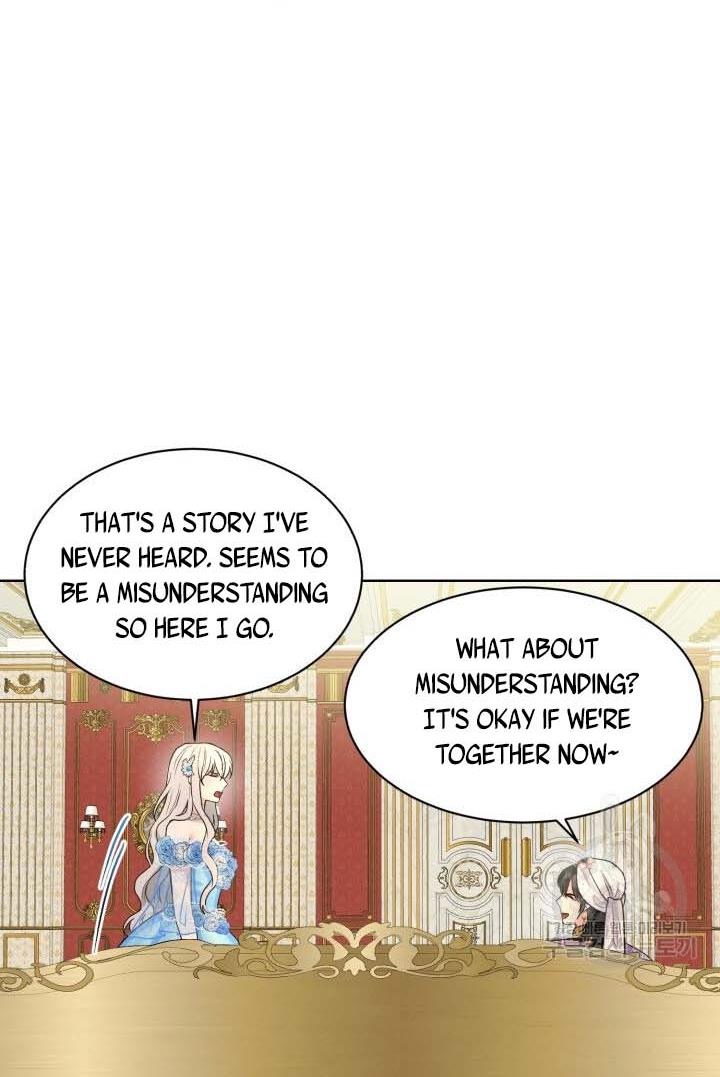 THAT'S A STORY I'VE
NEVER HEARD. SEEMS TO
BE A MISUNDERSTANDING
SO HERE I GO.
WHAT ABOUT
MISUNDERSTANDING?
IT'S OKAY IF WE'RE
TOGETHER NOW~